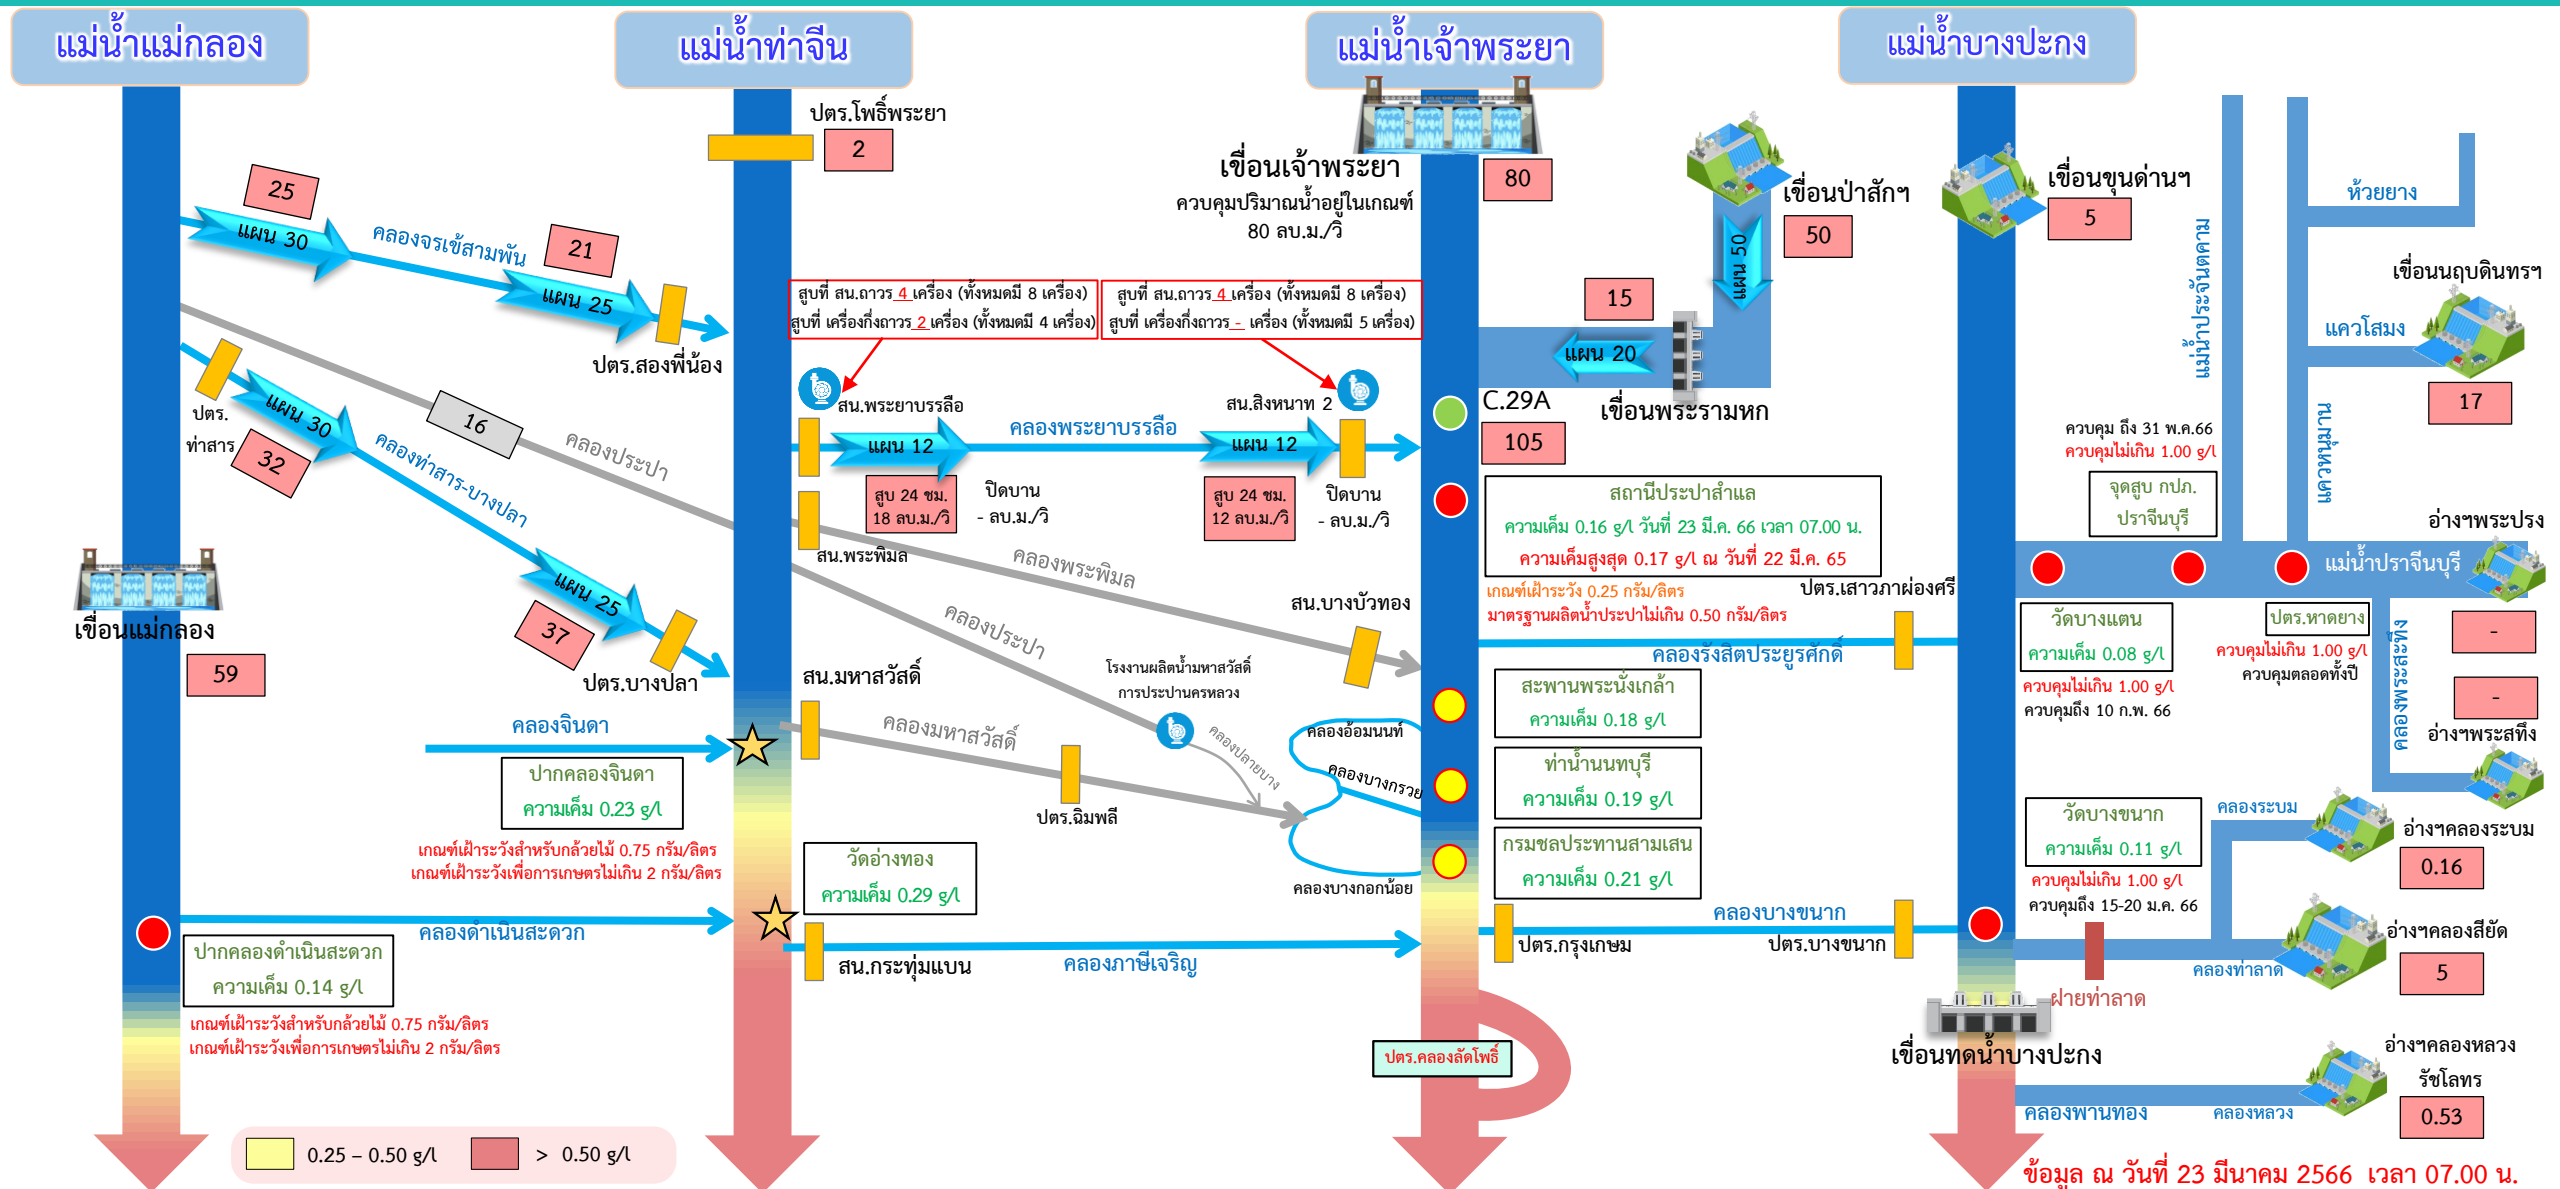 แม่น้ำแม่กลอง
แม่น้ำท่าจีน
แม่น้ำเจ้าพระยา
แม่น้ำบางปะกง
25
แผน 30
คลองจรเข้สามพัน
21
แผน 25
ปตร.สองพี่น้อง
ปตร.
ท่าสาร
แผน 30
32
คลองท่าสาร-บางปลา
16
คลองประปา
แผน 25
37
ปตร.บางปลา
เขื่อนแม่กลอง
59
คลองจินดา
ปากคลองจินดา
ความเค็ม 0.23 g/l
เกณฑ์เฝ้าระวังสำหรับกล้วยไม้ 0.75 กรัม/ลิตร
เกณฑ์เฝ้าระวังเพื่อการเกษตรไม่เกิน 2 กรัม/ลิตร
คลองดำเนินสะดวก
ปากคลองดำเนินสะดวก
ความเค็ม 0.14 g/l
เกณฑ์เฝ้าระวังสำหรับกล้วยไม้ 0.75 กรัม/ลิตร
เกณฑ์เฝ้าระวังเพื่อการเกษตรไม่เกิน 2 กรัม/ลิตร
0.25 – 0.50 g/l
> 0.50 g/l
ปตร.โพธิ์พระยา
2
สูบที่ สน.ถาวร 4 เครื่อง (ทั้งหมดมี 8 เครื่อง)
สูบที่ เครื่องกึ่งถาวร 2 เครื่อง (ทั้งหมดมี 4 เครื่อง)
สูบที่ สน.ถาวร 4 เครื่อง (ทั้งหมดมี 8 เครื่อง)
สูบที่ เครื่องกึ่งถาวร - เครื่อง (ทั้งหมดมี 5 เครื่อง)
สน.พระยาบรรลือ
แผน 12
คลองพระยาบรรลือ
สน.สิงหนาท 2
แผน 12
สูบ 24 ชม.
18 ลบ.ม./วิ
ปิดบาน
- ลบ.ม./วิ
สูบ 24 ชม.
12 ลบ.ม./วิ
ปิดบาน
- ลบ.ม./วิ
สน.พระพิมล
คลองพระพิมล
สน.บางบัวทอง
คลองประปา
โรงงานผลิตน้ำมหาสวัสดิ์
การประปานครหลวง
สน.มหาสวัสดิ์
คลองมหาสวัสดิ์
ปตร.ฉิมพลี
คลองปลายบาง
คลองอ้อมนนท์
คลองบางกรวย
คลองบางกอกน้อย
วัดอ่างทอง
ความเค็ม 0.29 g/l
สน.กระทุ่มแบน
คลองภาษีเจริญ
เขื่อนเจ้าพระยา
ควบคุมปริมาณน้ำอยู่ในเกณฑ์
80 ลบ.ม./วิ
80
เขื่อนป่าสักฯ
50
แผน 50
15
แผน 20
เขื่อนพระรามหก
C.29A
105
สถานีประปาสำแล
ความเค็ม 0.16 g/l วันที่ 23 มี.ค. 66 เวลา 07.00 น.
ความเค็มสูงสุด 0.17 g/l ณ วันที่ 22 มี.ค. 65
เกณฑ์เฝ้าระวัง 0.25 กรัม/ลิตร
มาตรฐานผลิตน้ำประปาไม่เกิน 0.50 กรัม/ลิตร
ปตร.เสาวภาผ่องศรี
คลองรังสิตประยูรศักดิ์
สะพานพระนั่งเกล้า
ความเค็ม 0.18 g/l
ท่าน้ำนนทบุรี
ความเค็ม 0.19 g/l
กรมชลประทานสามเสน
ความเค็ม 0.21 g/l
ปตร.กรุงเกษม
คลองบางขนาก
ปตร.บางขนาก
ปตร.คลองลัดโพธิ์
เขื่อนขุนด่านฯ
5
แม่น้ำประจันตคาม
ห้วยยาง
เขื่อนนฤบดินทรฯ
แควโสมง
17
แควหนุมาน
ควบคุม ถึง 31 พ.ค.66
ควบคุมไม่เกิน 1.00 g/l
จุดสูบ กปภ.
ปราจีนบุรี
อ่างฯพระปรง
แม่น้ำปราจีนบุรี
-
วัดบางแตน
ความเค็ม 0.08 g/l
ควบคุมไม่เกิน 1.00 g/l
ควบคุมถึง 10 ก.พ. 66
ปตร.หาดยาง
ควบคุมไม่เกิน 1.00 g/l
ควบคุมตลอดทั้งปี
คลองพระสะทึง
-
อ่างฯพระสทึง
วัดบางขนาก
ความเค็ม 0.11 g/l
ควบคุมไม่เกิน 1.00 g/l
ควบคุมถึง 15-20 ม.ค. 66
คลองระบม
อ่างฯคลองระบม
0.16
อ่างฯคลองสียัด
5
คลองท่าลาด
ฝายท่าลาด
เขื่อนทดน้ำบางปะกง
อ่างฯคลองหลวง
รัชโลทร
0.53
คลองพานทอง
คลองหลวง
ข้อมูล ณ วันที่ 23 มีนาคม 2566 เวลา 07.00 น.